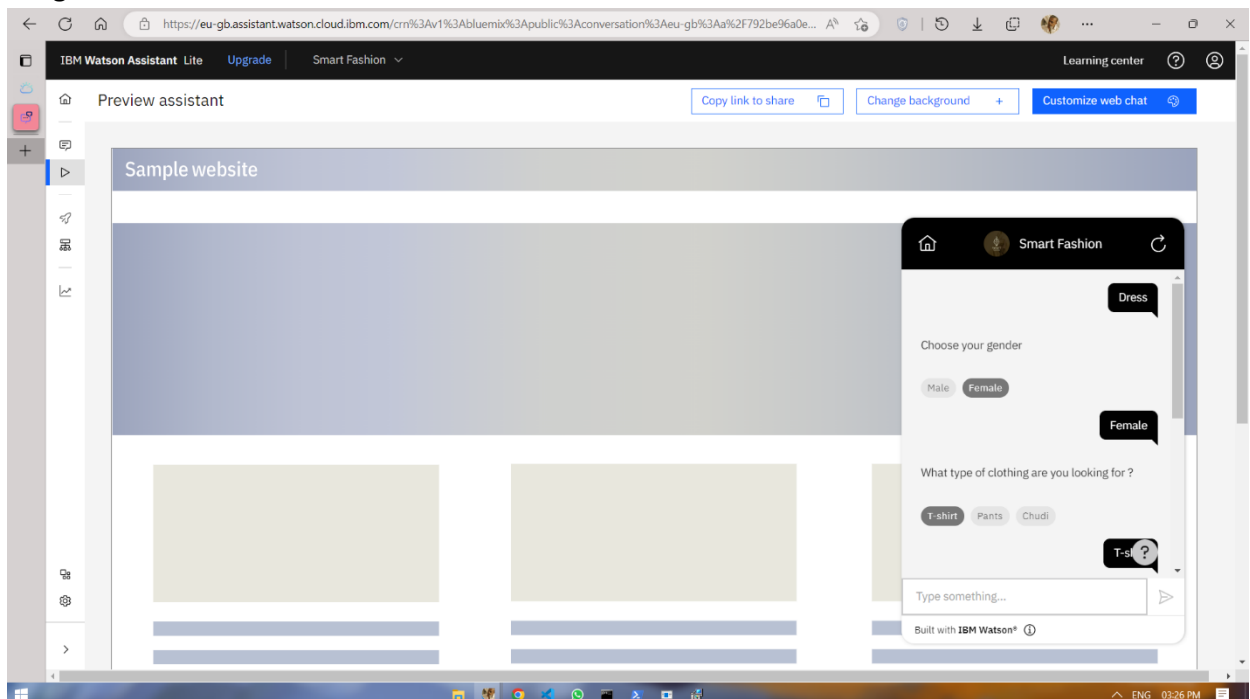 https://eu-gb.assistant.watson.cloud.ibm.com/crn%3Av1%3Abluemix%3Apublic%3Aconversation%3Aeu-gb%3Aa%2F792be96a0e...
IBM Watson Assistant Lite Upgrade Smart Fashion Learning center
Preview assistant Copy link to share Change background + Customize web chat
Sample website
Smart Fashion
Dress
Choose your gender
Male Female
Female
What type of clothing are you looking for ?
T-shirt Pants Chudi
Type something...
Built with IBM Watson®
ENG 03:26 PM